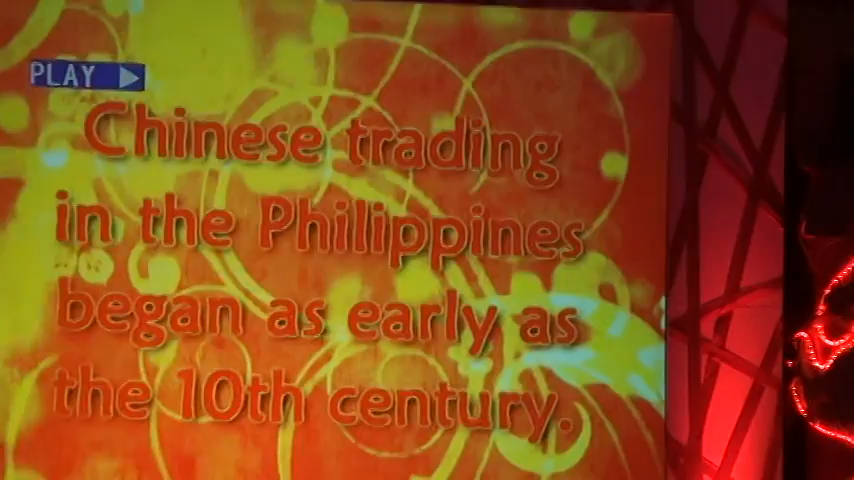 PLAY
Chinese trading
in the Philippines
began as early as
the 10th century.